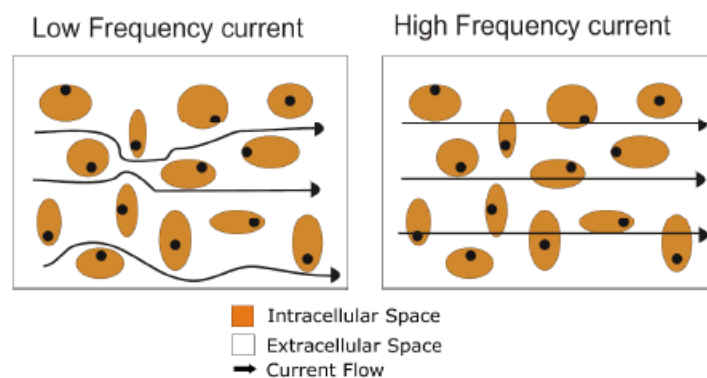 Low Frequency current
High Frequency current
Intracellular Space
Extracellular Space
Current Flow